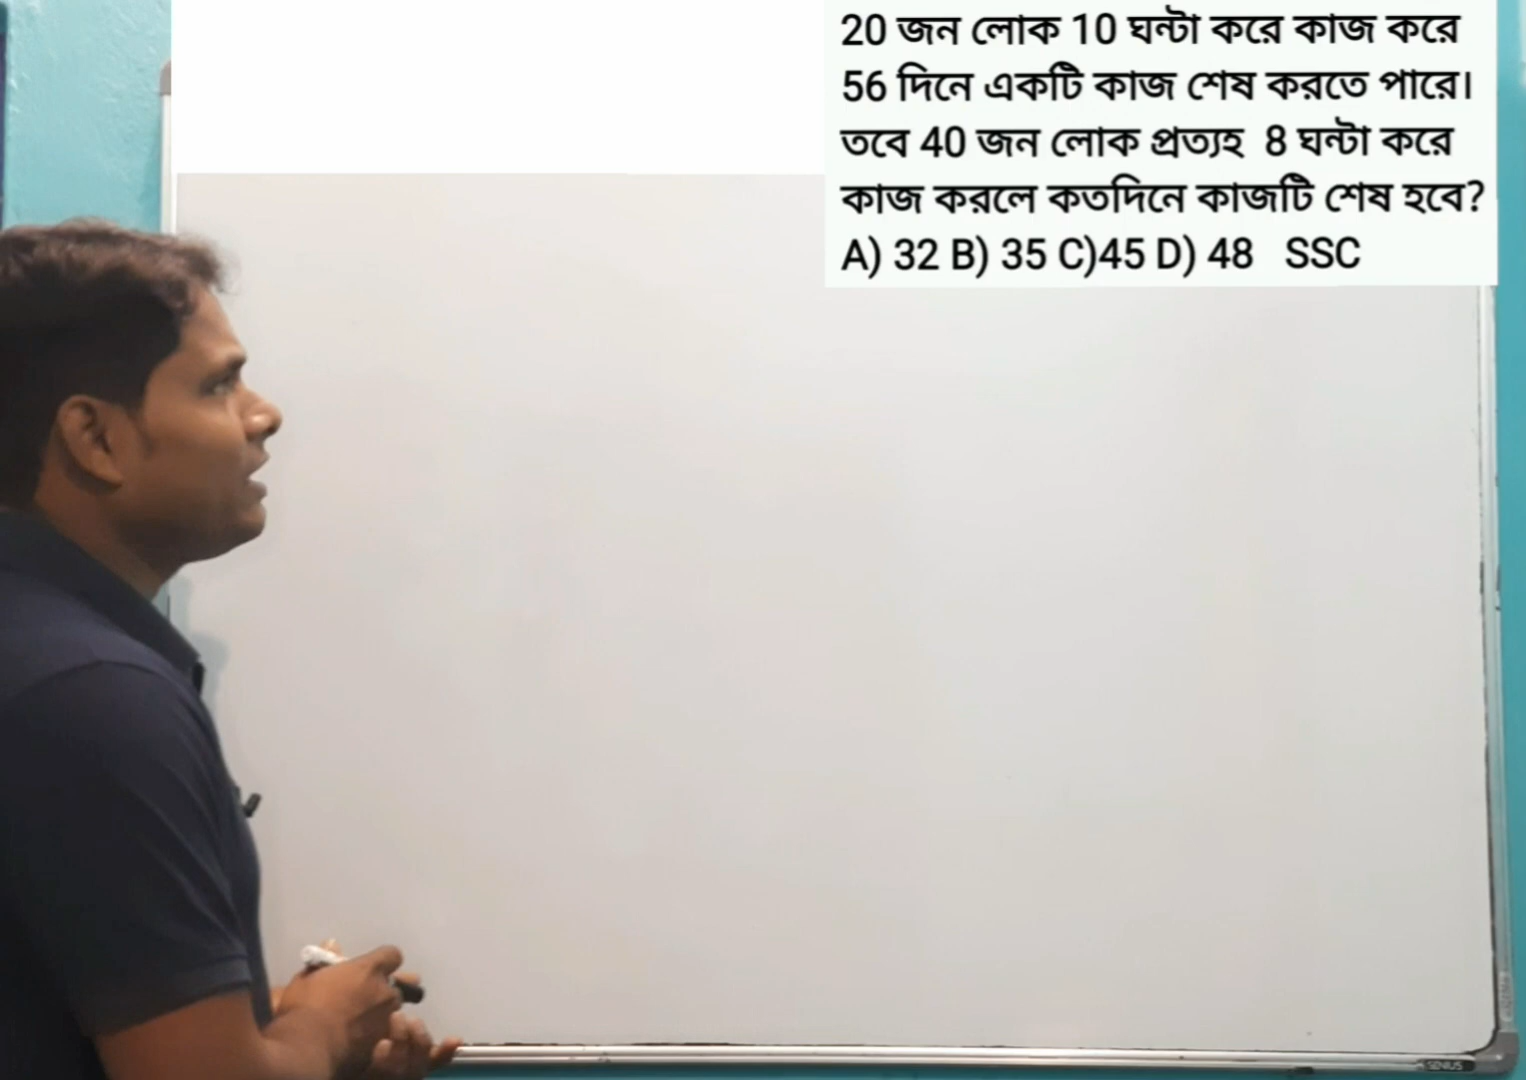 20 জন লোক 10 ঘন্টা করে কাজ করে
56 দিনে একটি কাজ শেষ করতে পারে।
তবে 40 জন লোক প্রত্যহ 8 ঘন্টা করে
কাজ করলে কতদিনে কাজটি শেষ হবে?
A) 32 B) 35 C)45 D) 48 SSC